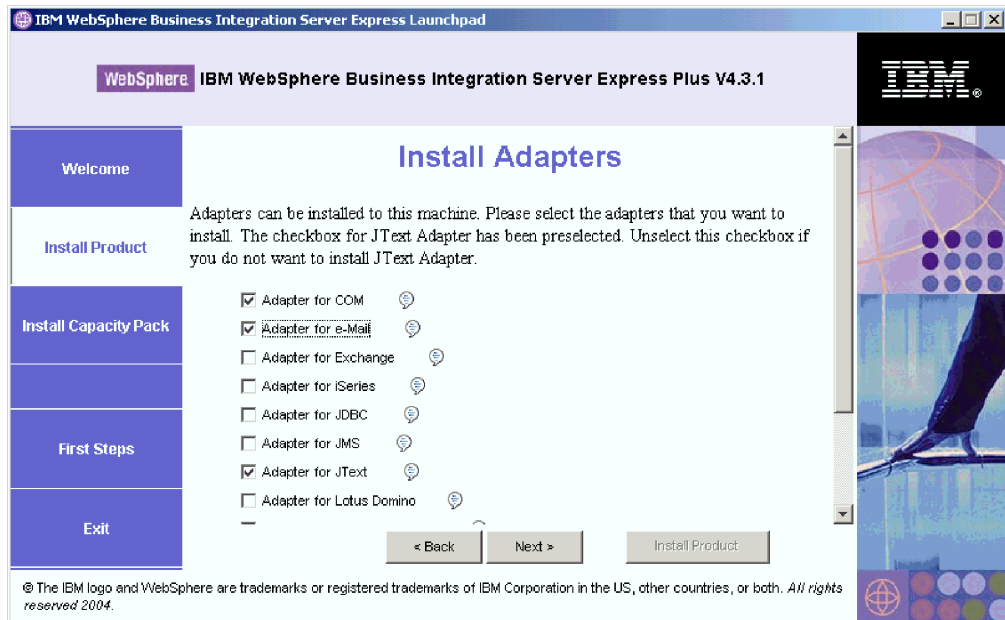 IBM WebSphere Business Integration Server Express Launchpad
WebSphere IBM WebSphere Business Integration Server Express Plus V4.3.1
IBM®
Welcome
Install Product
Install Capacity Pack
First Steps
Exit
Install Adapters
Adapters can be installed to this machine. Please select the adapters that you want to
install. The checkbox for JText Adapter has been preselected. Unselect this checkbox if
you do not want to install JText Adapter.
Adapter for COM
Adapter for e-Mail
Adapter for Exchange
Adapter for iSeries
Adapter for JDBC
Adapter for JMS
Adapter for JText
Adapter for Lotus Domino
< Back
Next >
Install Product
® The IBM logo and WebSphere are trademarks or registered trademarks of IBM Corporation in the US, other countries, or both. All rights
reserved 2004.